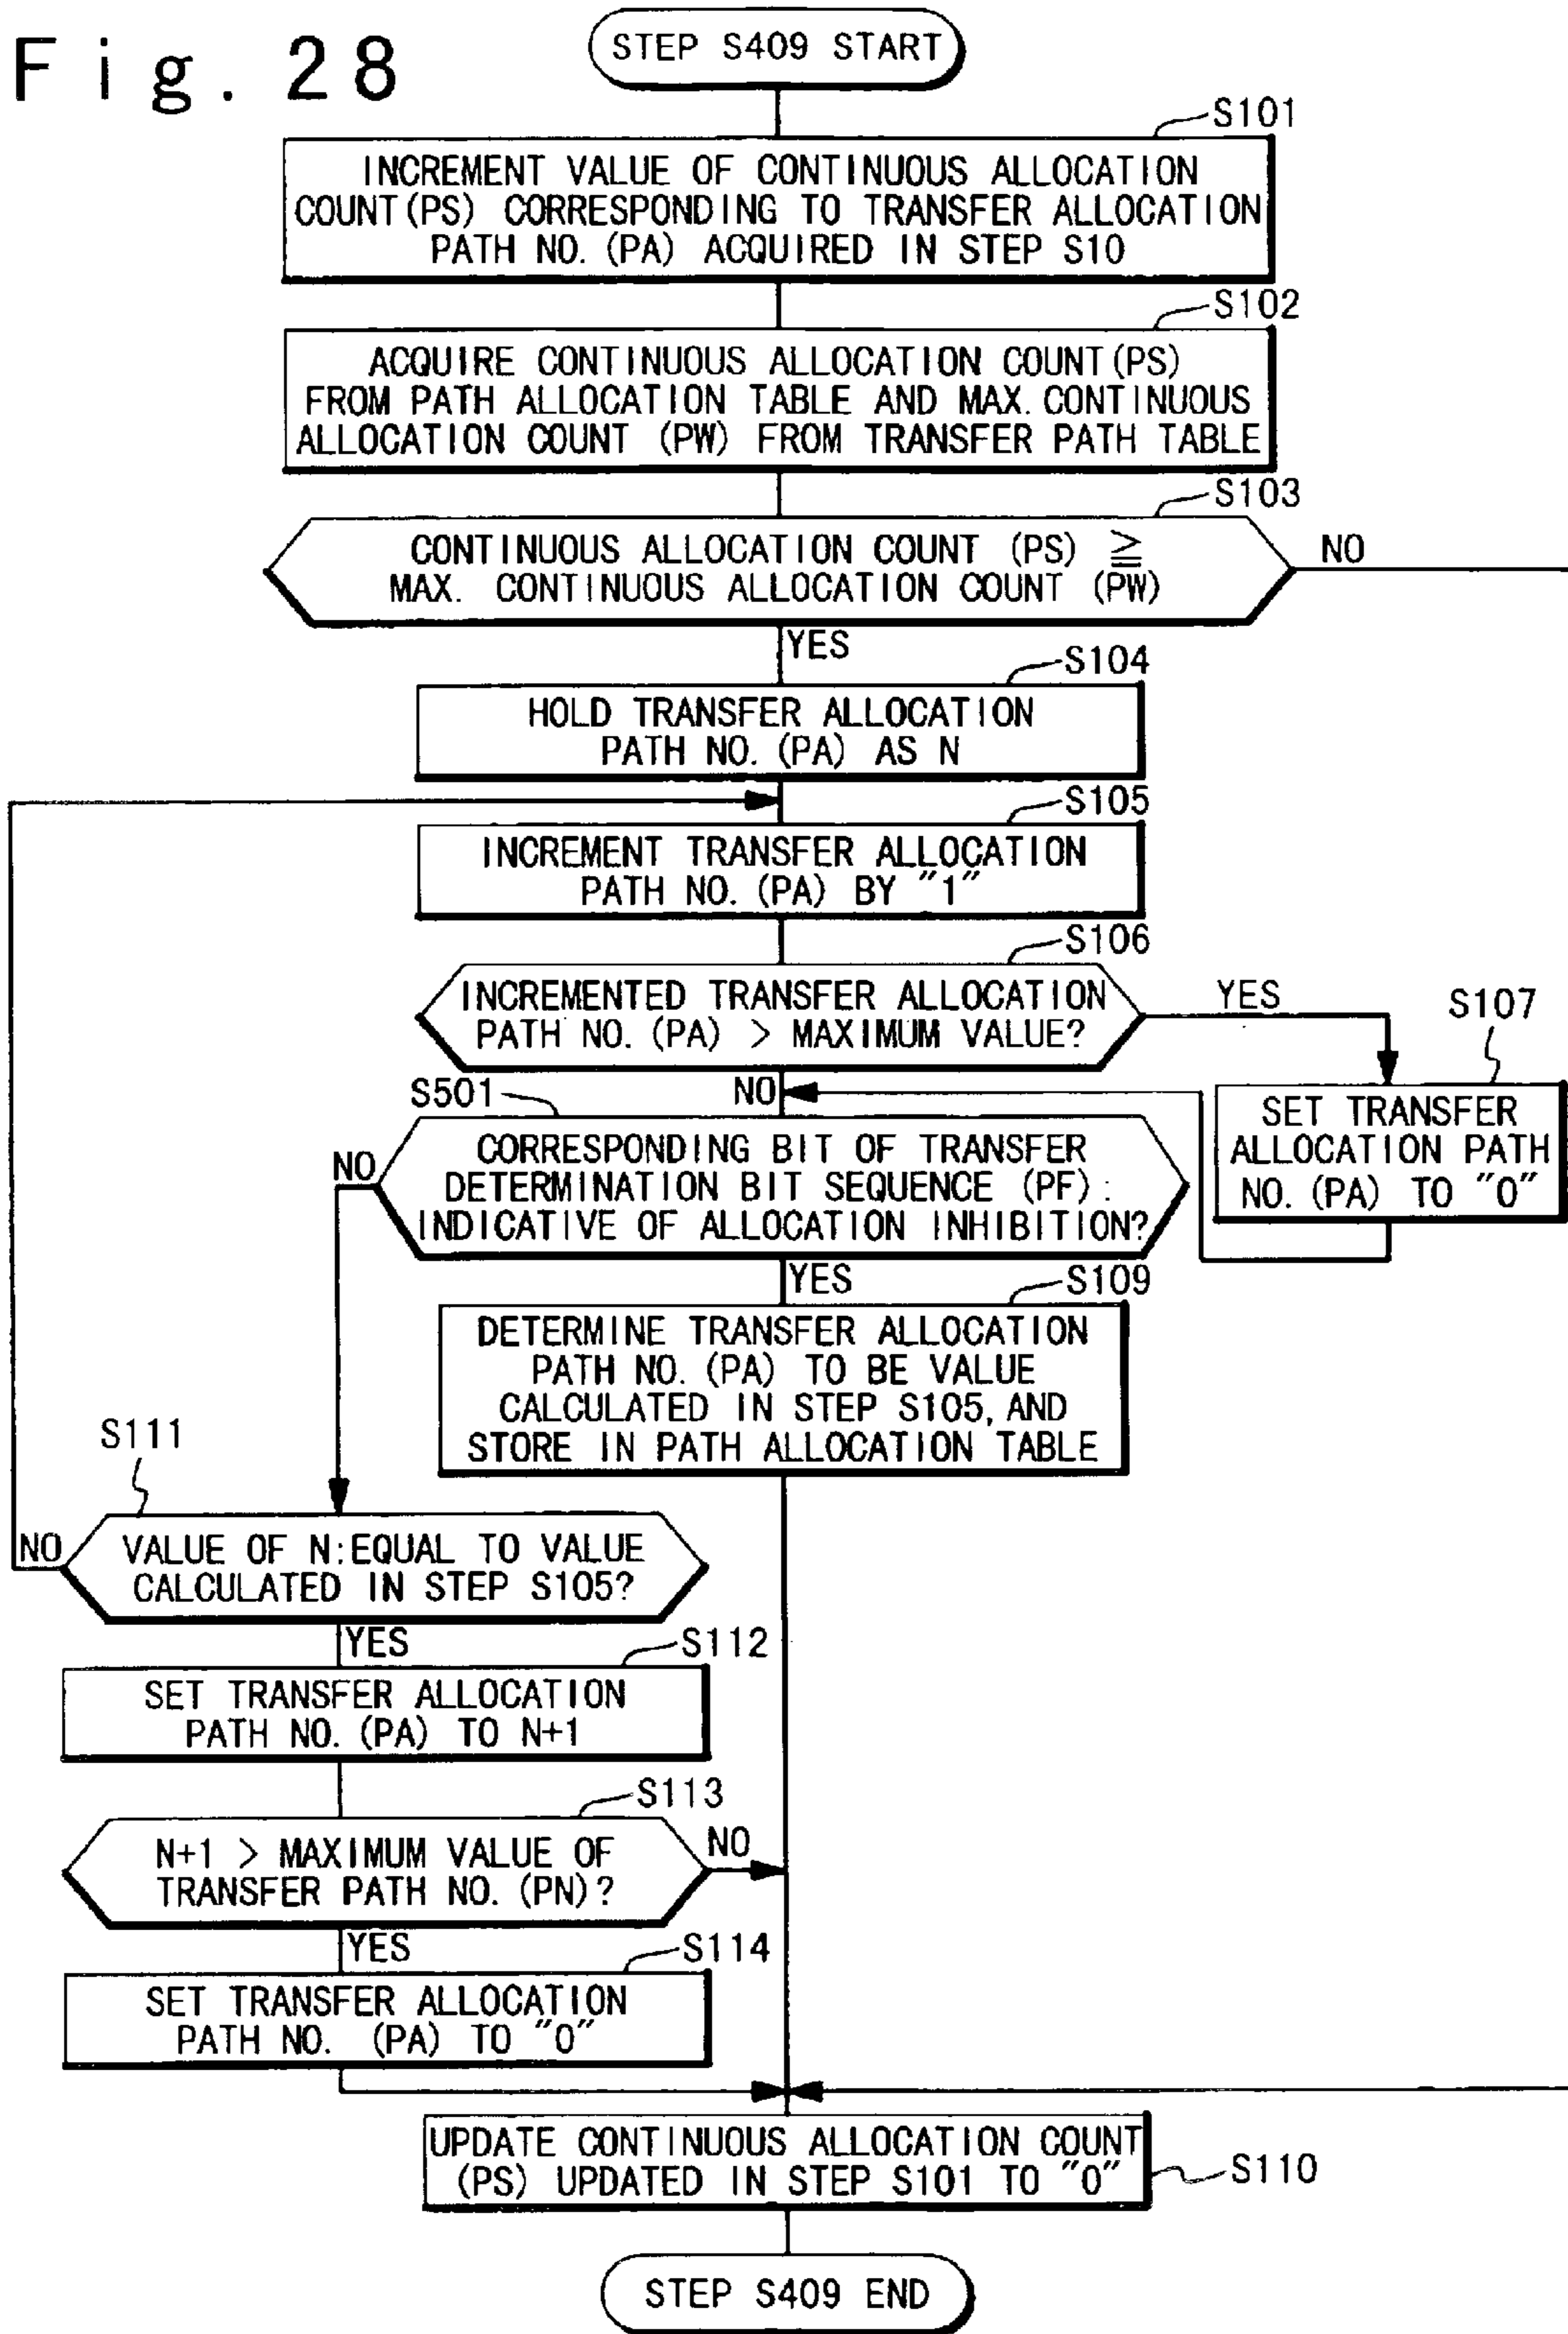 Fig. 28
STEP S409 START
S101
INCREMENT VALUE OF CONTINUOUS ALLOCATION
COUNT(PS) CORRESPONDING TO TRANSFER ALLOCATION
PATH NO. (PA) ACQUIRED IN STEP S10
S102
ACQUIRE CONTINUOUS ALLOCATION COUNT(PS)
FROM PATH ALLOCATION TABLE AND MAX. CONTINUOUS
ALLOCATION COUNT (PW) FROM TRANSFER PATH TABLE
S103
CONTINUOUS ALLOCATION COUNT (PS) ≧
MAX. CONTINUOUS ALLOCATION COUNT (PW)
NO
YES
S104
HOLD TRANSFER ALLOCATION
PATH NO. (PA) AS N
S105
INCREMENT TRANSFER ALLOCATION
PATH NO. (PA) BY "1"
S106
INCREMENTED TRANSFER ALLOCATION
PATH NO. (PA) > MAXIMUM VALUE?
YES
S107
SET TRANSFER
ALLOCATION PATH
NO. (PA) TO "0"
NO
S501
CORRESPONDING BIT OF TRANSFER
DETERMINATION BIT SEQUENCE (PF):
INDICATIVE OF ALLOCATION INHIBITION?
NO
YES
S109
DETERMINE TRANSFER ALLOCATION
PATH NO. (PA) TO BE VALUE
CALCULATED IN STEP S105, AND
STORE IN PATH ALLOCATION TABLE
S111
VALUE OF N:EQUAL TO VALUE
CALCULATED IN STEP S105?
NO
YES
S112
SET TRANSFER ALLOCATION
PATH NO. (PA) TO N+1
S113
N+1 > MAXIMUM VALUE OF
TRANSFER PATH NO. (PN)?
NO
YES
S114
SET TRANSFER ALLOCATION
PATH NO. (PA) TO "0"
UPDATE CONTINUOUS ALLOCATION COUNT
(PS) UPDATED IN STEP S101 TO "0"
S110
STEP S409 END